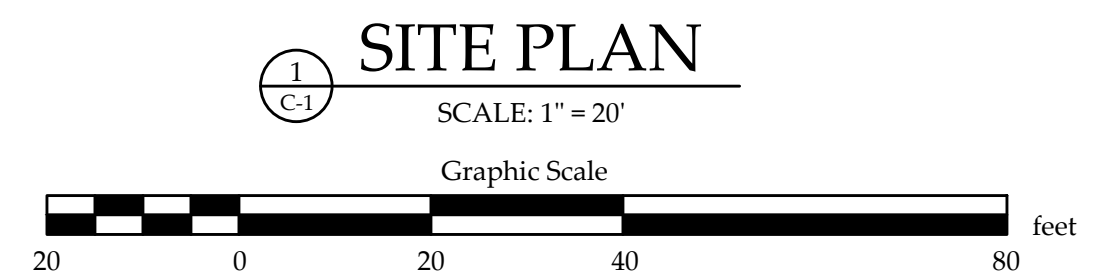 1
C-1
SITE PLAN
SCALE: 1" = 20'
Graphic Scale
feet
20 0 20 40 80